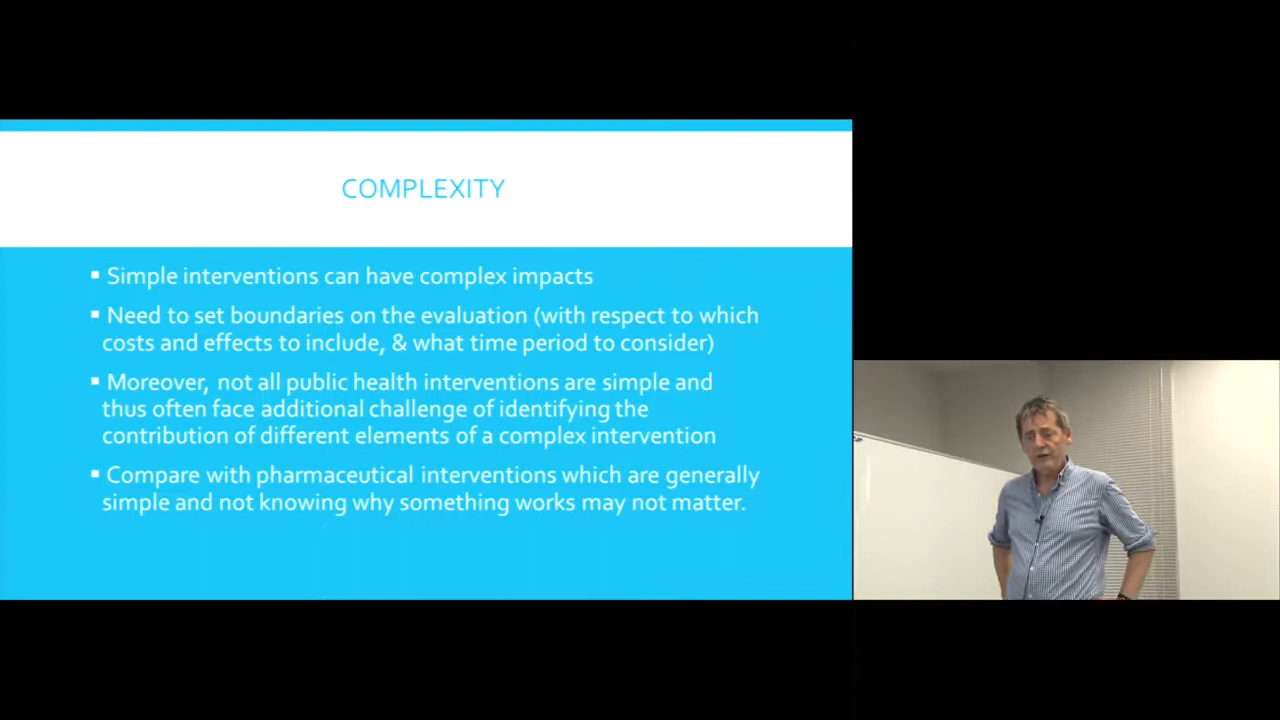 COMPLEXITY
▪ Simple interventions can have complex impacts
▪ Need to set boundaries on the evaluation (with respect to which
costs and effects to include, & what time period to consider)
▪ Moreover, not all public health interventions are simple and
thus often face additional challenge of identifying the
contribution of different elements of a complex intervention
▪ Compare with pharmaceutical interventions which are generally
simple and not knowing why something works may not matter.